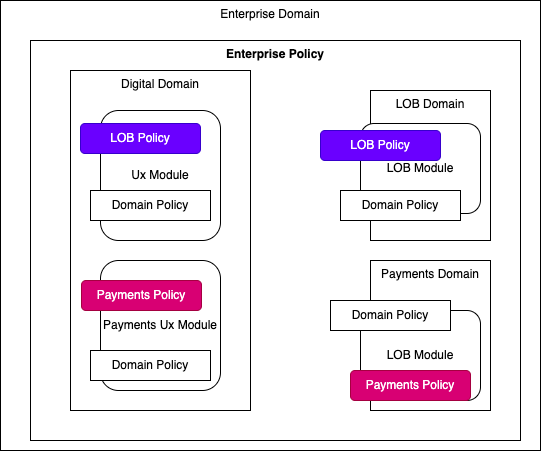 Enterprise Domain
Enterprise Policy
Digital Domain
LOB Policy
Ux Module
Domain Policy
Payments Policy
Payments Ux Module
Domain Policy
LOB Domain
LOB Policy
LOB Module
Domain Policy
Payments Domain
Domain Policy
LOB Module
Payments Policy